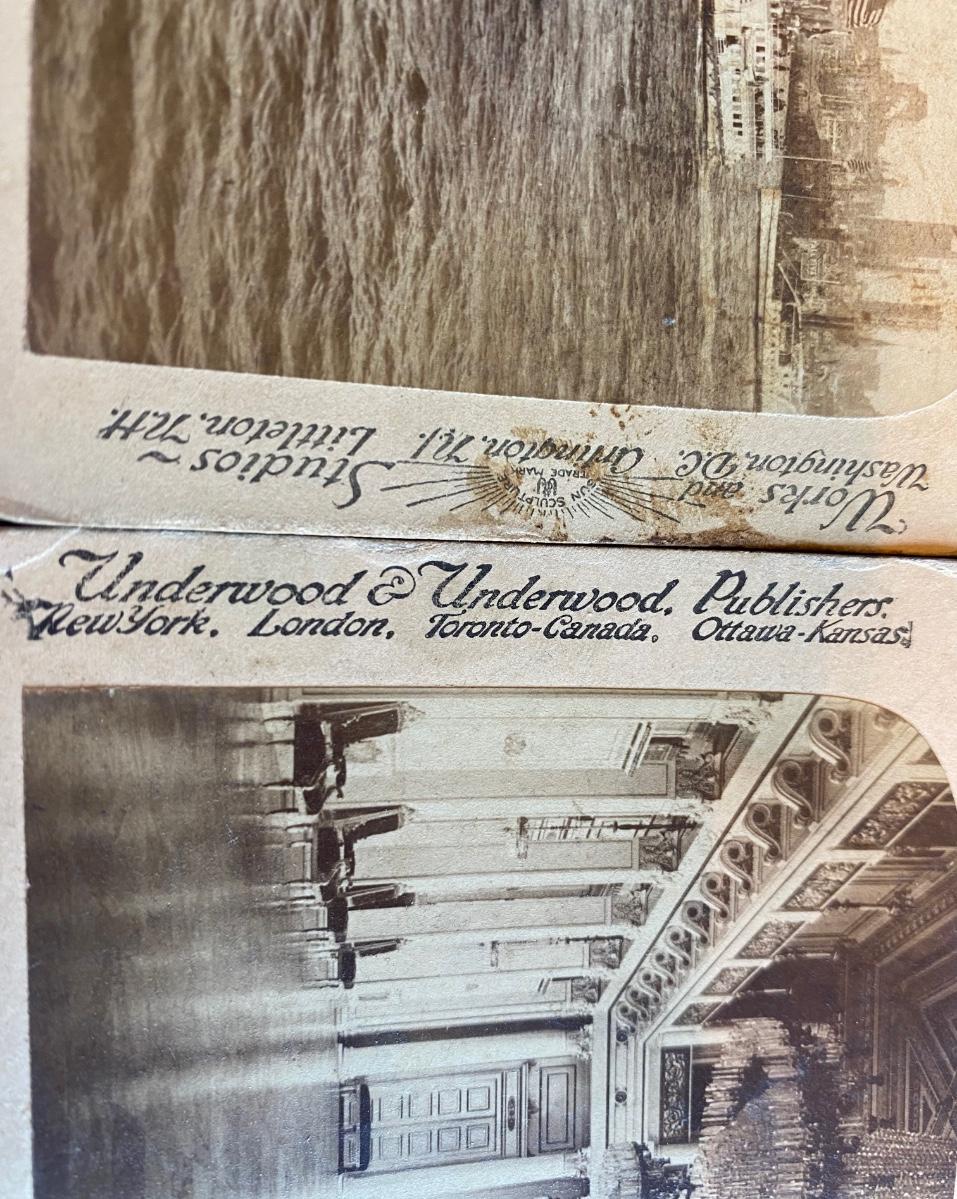 Works and Studios ~
SUN SCULPTURE
TRADE MARK
Washington, D.C. Arlington, N.J. Littleton, N.H.
Underwood & Underwood, Publishers.
New York, London, Toronto-Canada, Ottawa-Kansas.